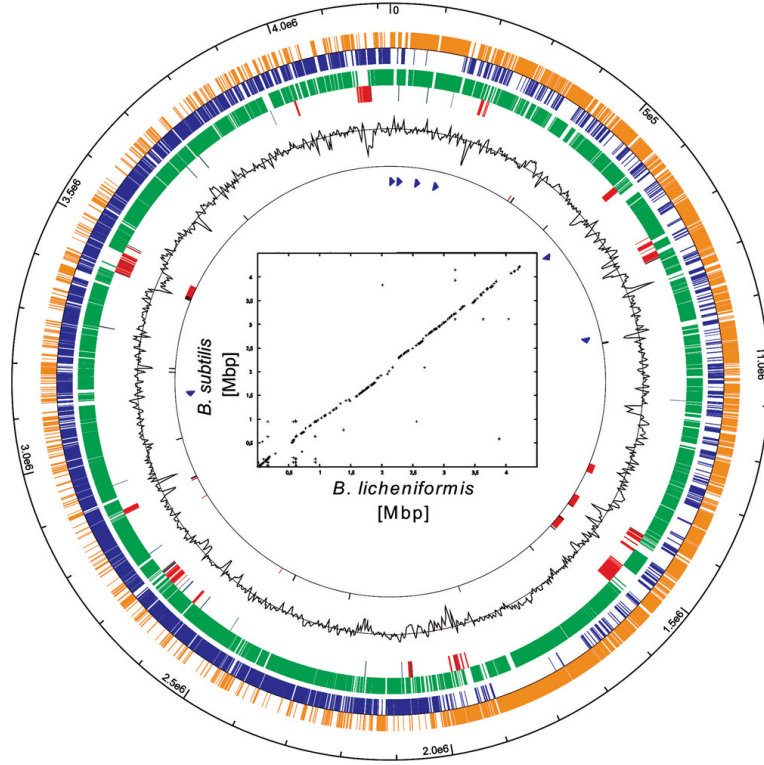 0
5e5
1.0e6
1.5e6
2.0e6
2.5e6
3.0e6
3.5e6
4.0e6
B. subtilis
[Mbp]
4
3,5
3
2,5
2
1,5
1
0,5
0,5
1
1,5
2
2,5
3
3,5
4
B. licheniformis
[Mbp]